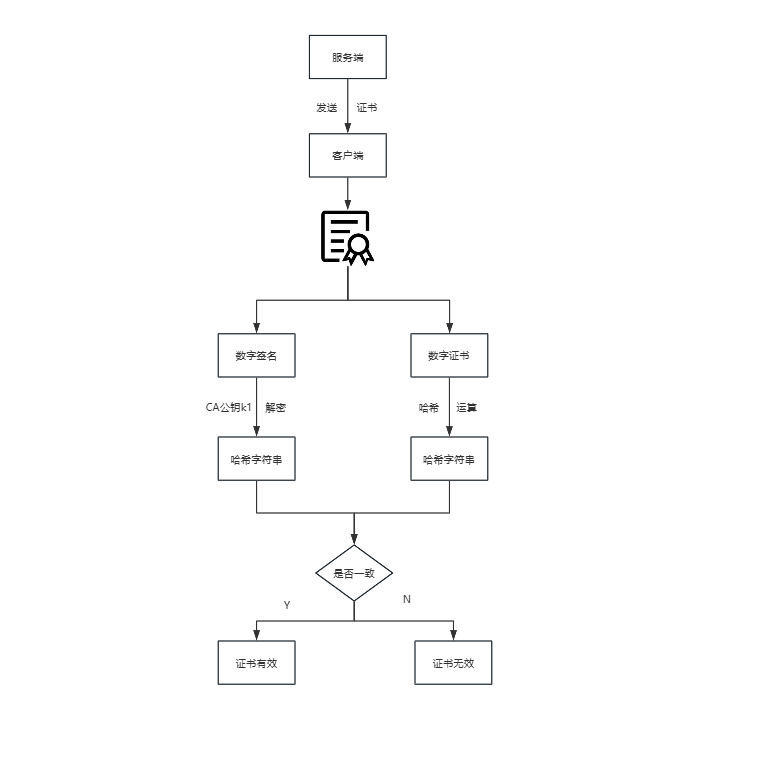 服务端
发送 证书
客户端
数字签名 数字证书
CA公钥k1 解密 哈希 运算
哈希字符串 哈希字符串
是否一致
Y N
证书有效 证书无效